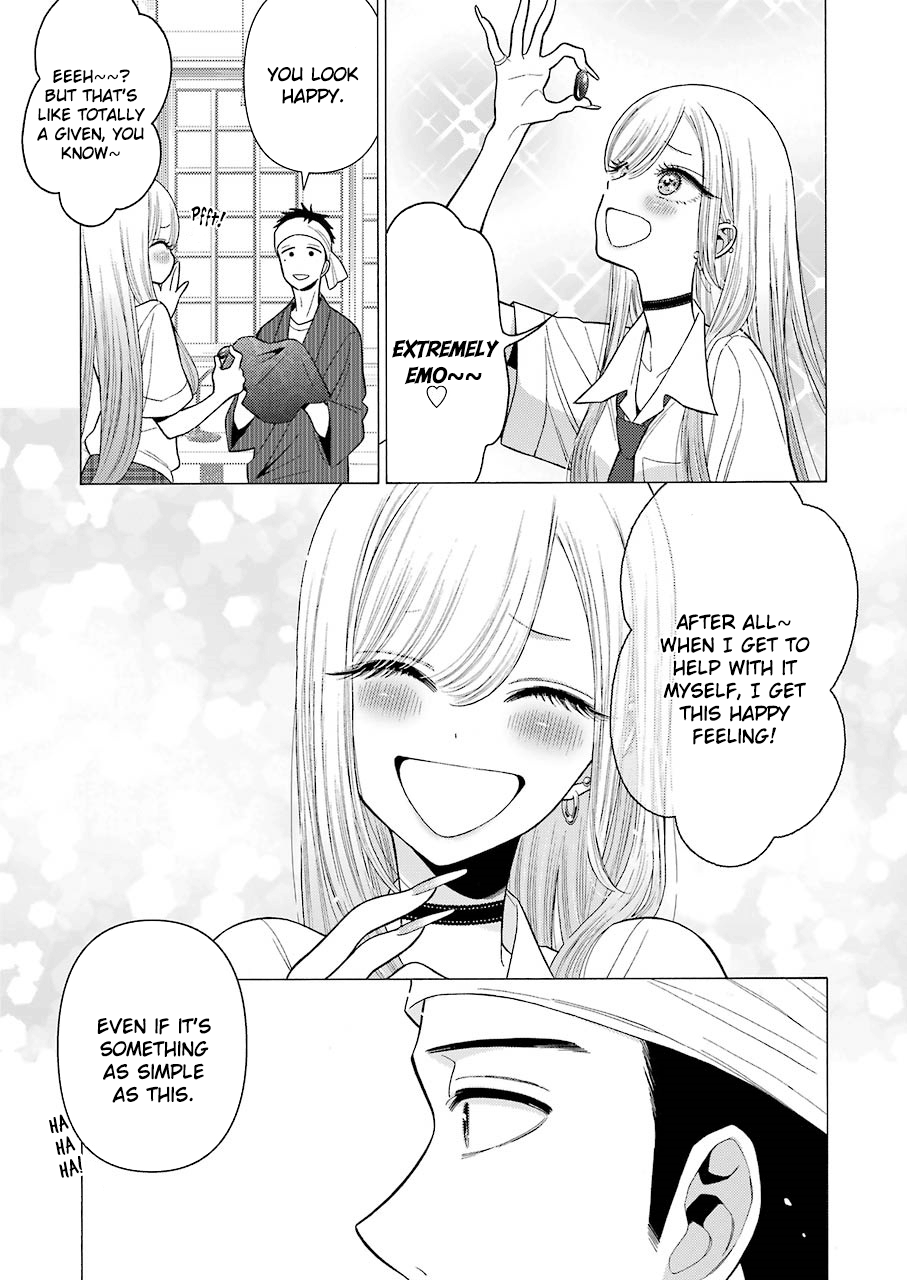 EXTREMELY
EMO~~
♡
YOU LOOK
HAPPY.
EEEH~~?
BUT THAT'S
LIKE TOTALLY
A GIVEN, YOU
KNOW~
Pfft!
AFTER ALL~
WHEN I GET TO
HELP WITH IT
MYSELF, I GET
THIS HAPPY
FEELING!
EVEN IF IT'S
SOMETHING
AS SIMPLE
AS THIS.
HA
HA
HA!